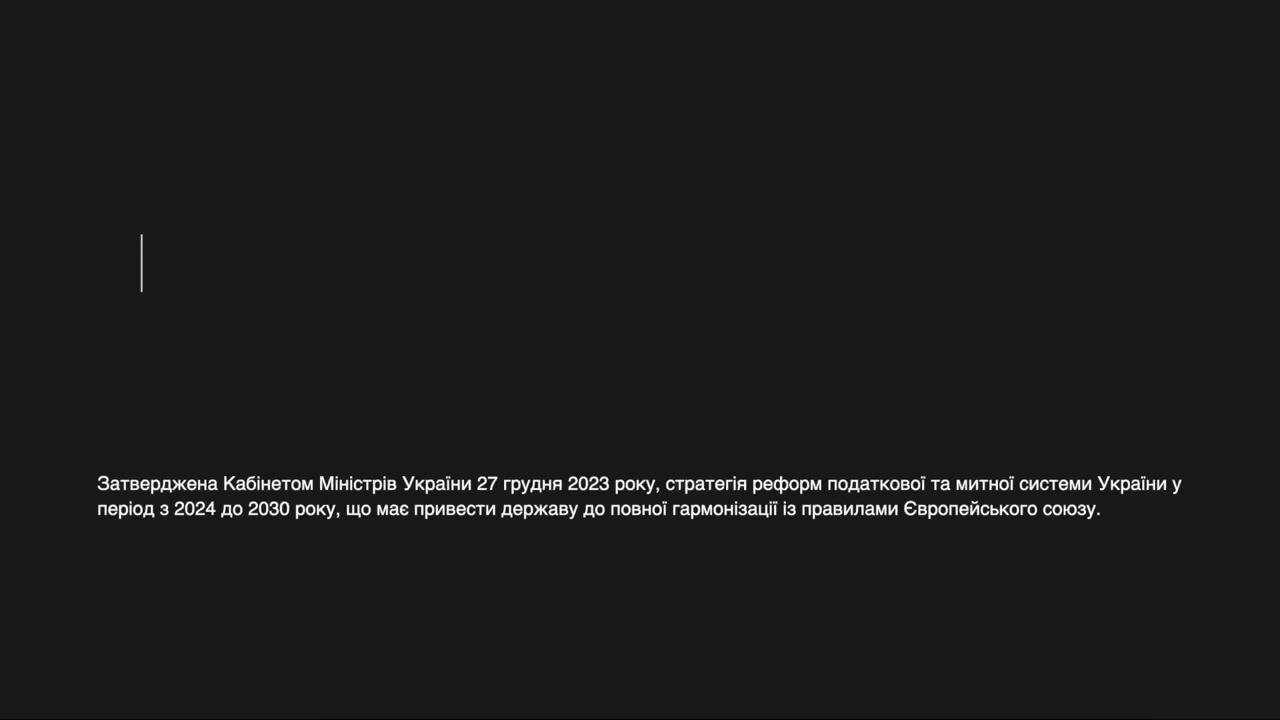 Затверджена Кабінетом Міністрів України 27 грудня 2023 року, стратегія реформ податкової та митної системи України у
період з 2024 до 2030 року, що має привести державу до повної гармонізації із правилами Європейського союзу.